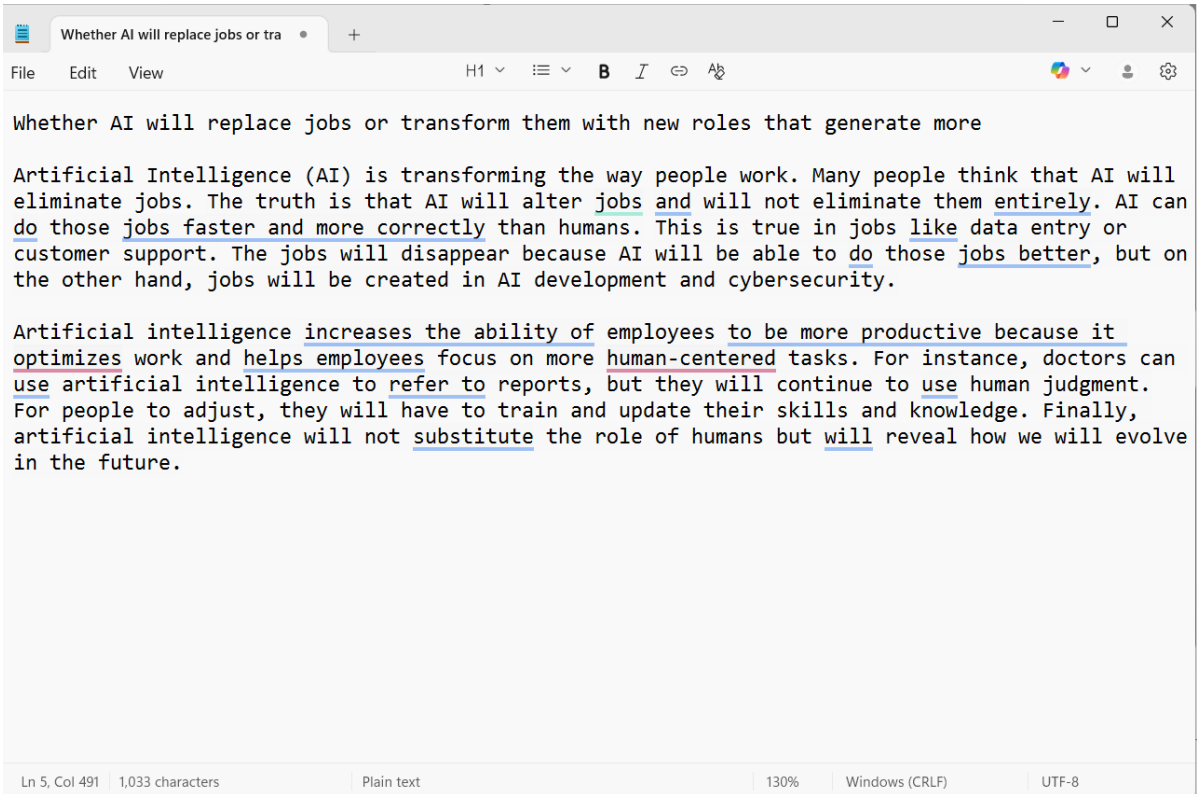 Whether AI will replace jobs or tra
File Edit View H1 B I
Whether AI will replace jobs or transform them with new roles that generate more
Artificial Intelligence (AI) is transforming the way people work. Many people think that AI will
eliminate jobs. The truth is that AI will alter jobs and will not eliminate them entirely. AI can
do those jobs faster and more correctly than humans. This is true in jobs like data entry or
customer support. The jobs will disappear because AI will be able to do those jobs better, but on
the other hand, jobs will be created in AI development and cybersecurity.
Artificial intelligence increases the ability of employees to be more productive because it
optimizes work and helps employees focus on more human-centered tasks. For instance, doctors can
use artificial intelligence to refer to reports, but they will continue to use human judgment.
For people to adjust, they will have to train and update their skills and knowledge. Finally,
artificial intelligence will not substitute the role of humans but will reveal how we will evolve
in the future.
Ln 5, Col 491 1,033 characters Plain text 130% Windows (CRLF) UTF-8